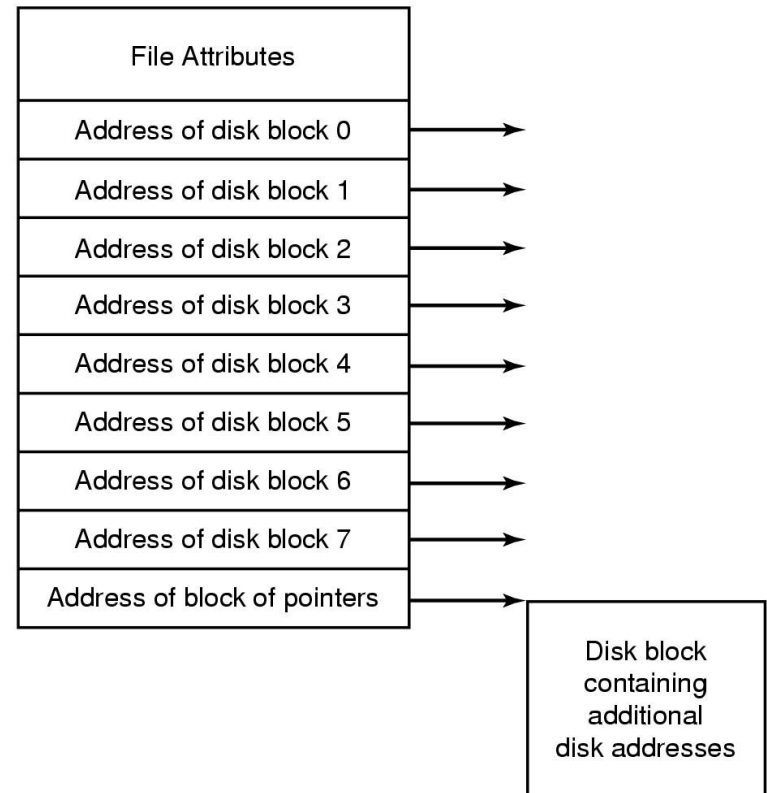 File Attributes
Address of disk block 0
Address of disk block 1
Address of disk block 2
Address of disk block 3
Address of disk block 4
Address of disk block 5
Address of disk block 6
Address of disk block 7
Address of block of pointers
Disk block
containing
additional
disk addresses